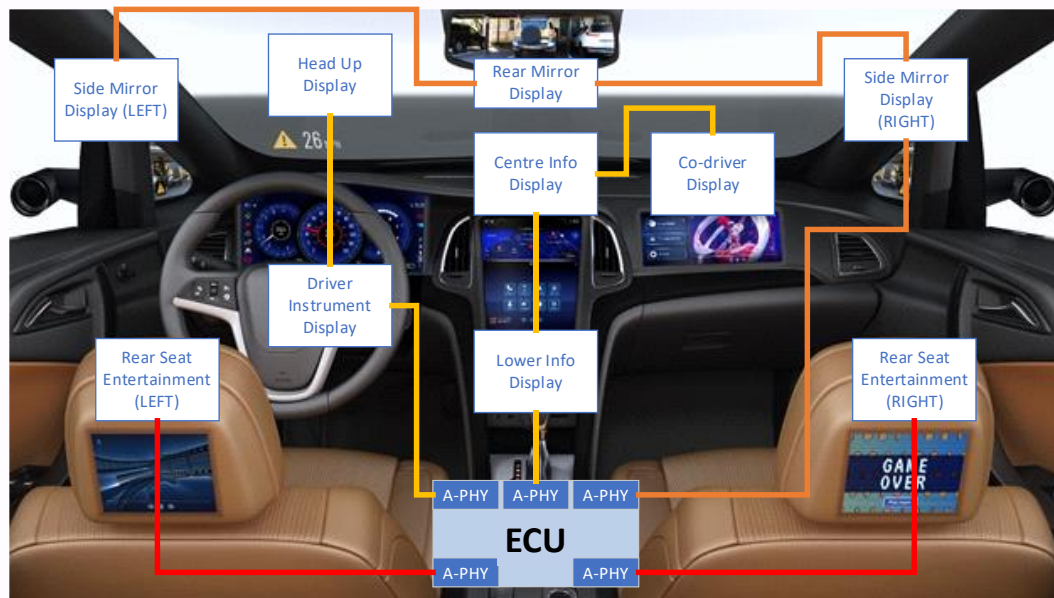 Head Up
Display
Side Mirror
Display (LEFT)
Rear Mirror
Display
Side Mirror
Display
(RIGHT)
26
Centre Info
Display
Co-driver
Display
Driver
Instrument
Display
Rear Seat
Entertainment
(LEFT)
Lower Info
Display
Rear Seat
Entertainment
(RIGHT)
GAME
OVER
A-PHY
A-PHY
A-PHY
ECU
A-PHY
A-PHY